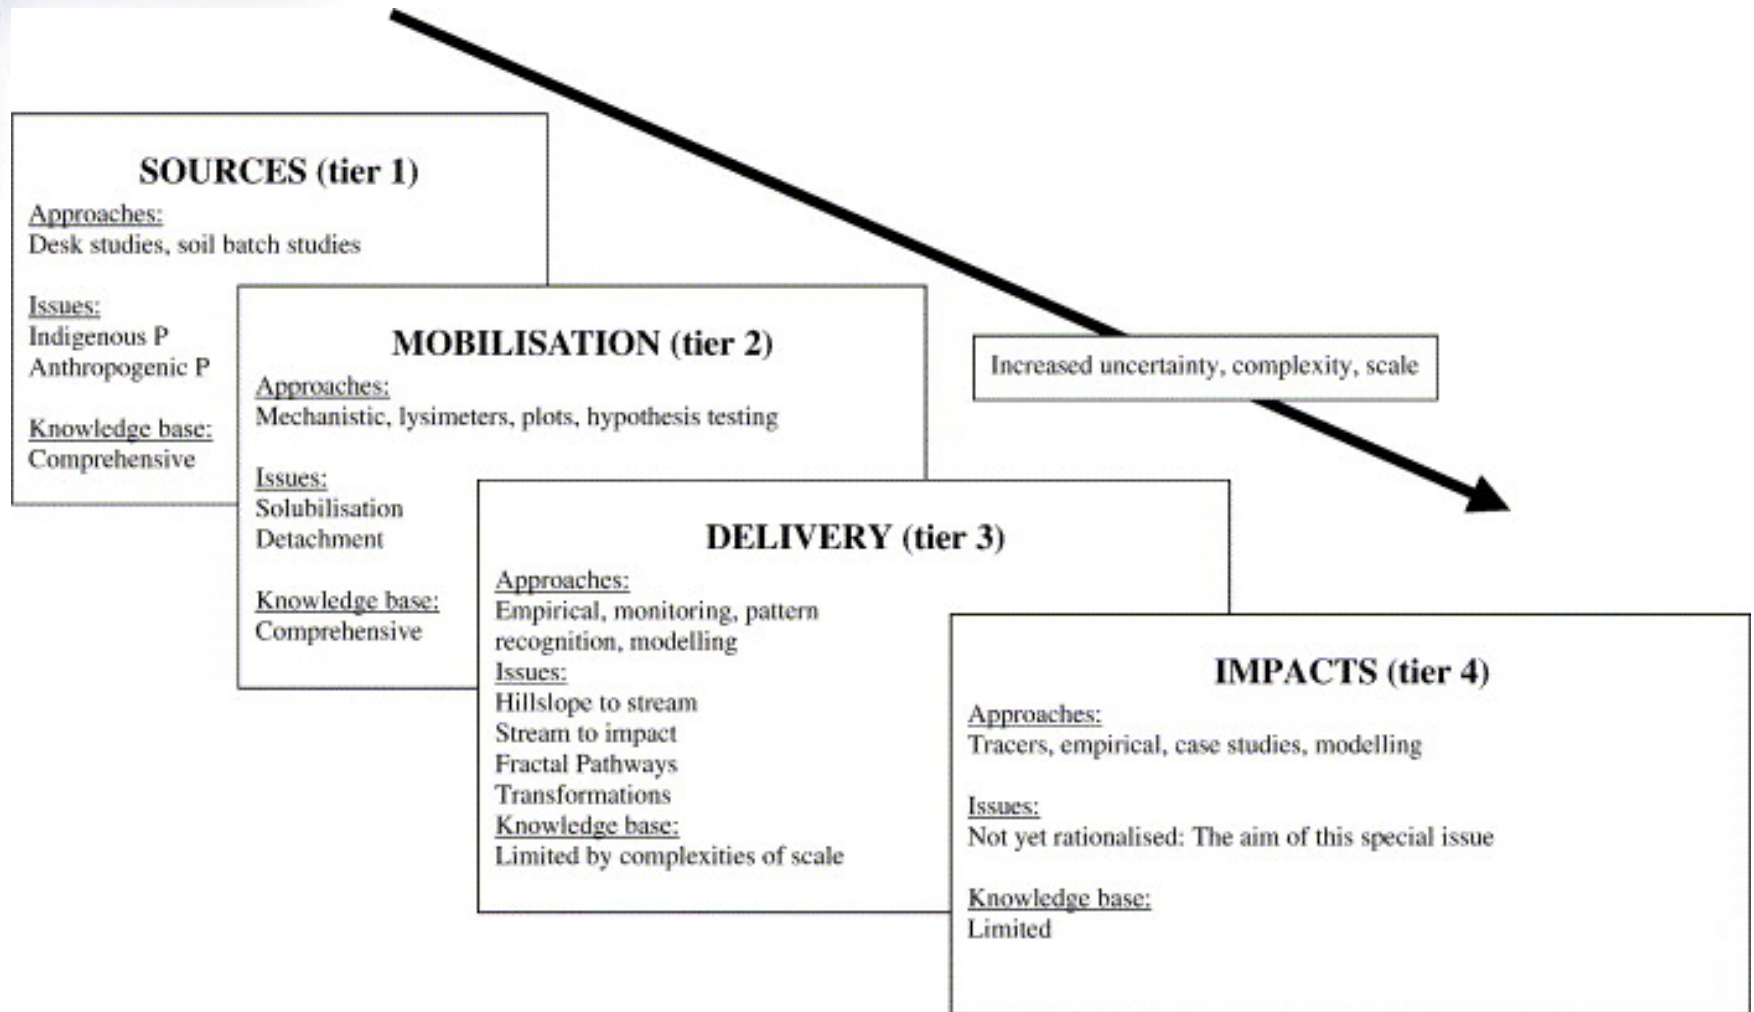 SOURCES (tier 1)
Approaches:
Desk studies, soil batch studies
Issues:
Indigenous P
Anthropogenic P
Knowledge base:
Comprehensive
MOBILISATION (tier 2)
Approaches:
Mechanistic, lysimeters, plots, hypothesis testing
Issues:
Solubilisation
Detachment
Knowledge base:
Comprehensive
Increased uncertainty, complexity, scale
DELIVERY (tier 3)
Approaches:
Empirical, monitoring, pattern
recognition, modelling
Issues:
Hillslope to stream
Stream to impact
Fractal Pathways
Transformations
Knowledge base:
Limited by complexities of scale
IMPACTS (tier 4)
Approaches:
Tracers, empirical, case studies, modelling
Issues:
Not yet rationalised: The aim of this special issue
Knowledge base:
Limited